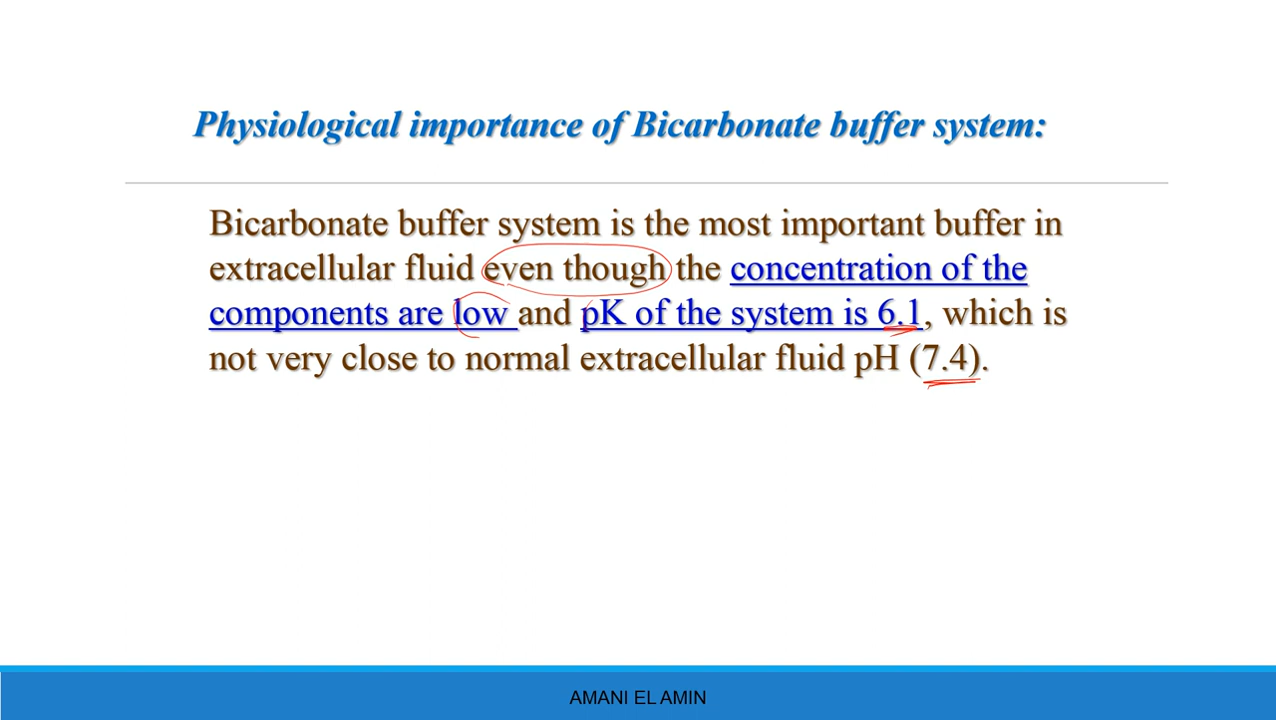 Physiological importance of Bicarbonate buffer system:
Bicarbonate buffer system is the most important buffer in
extracellular fluid even though the concentration of the
components are low and pK of the system is 6.1, which is
not very close to normal extracellular fluid pH (7.4).
AMANI EL AMIN